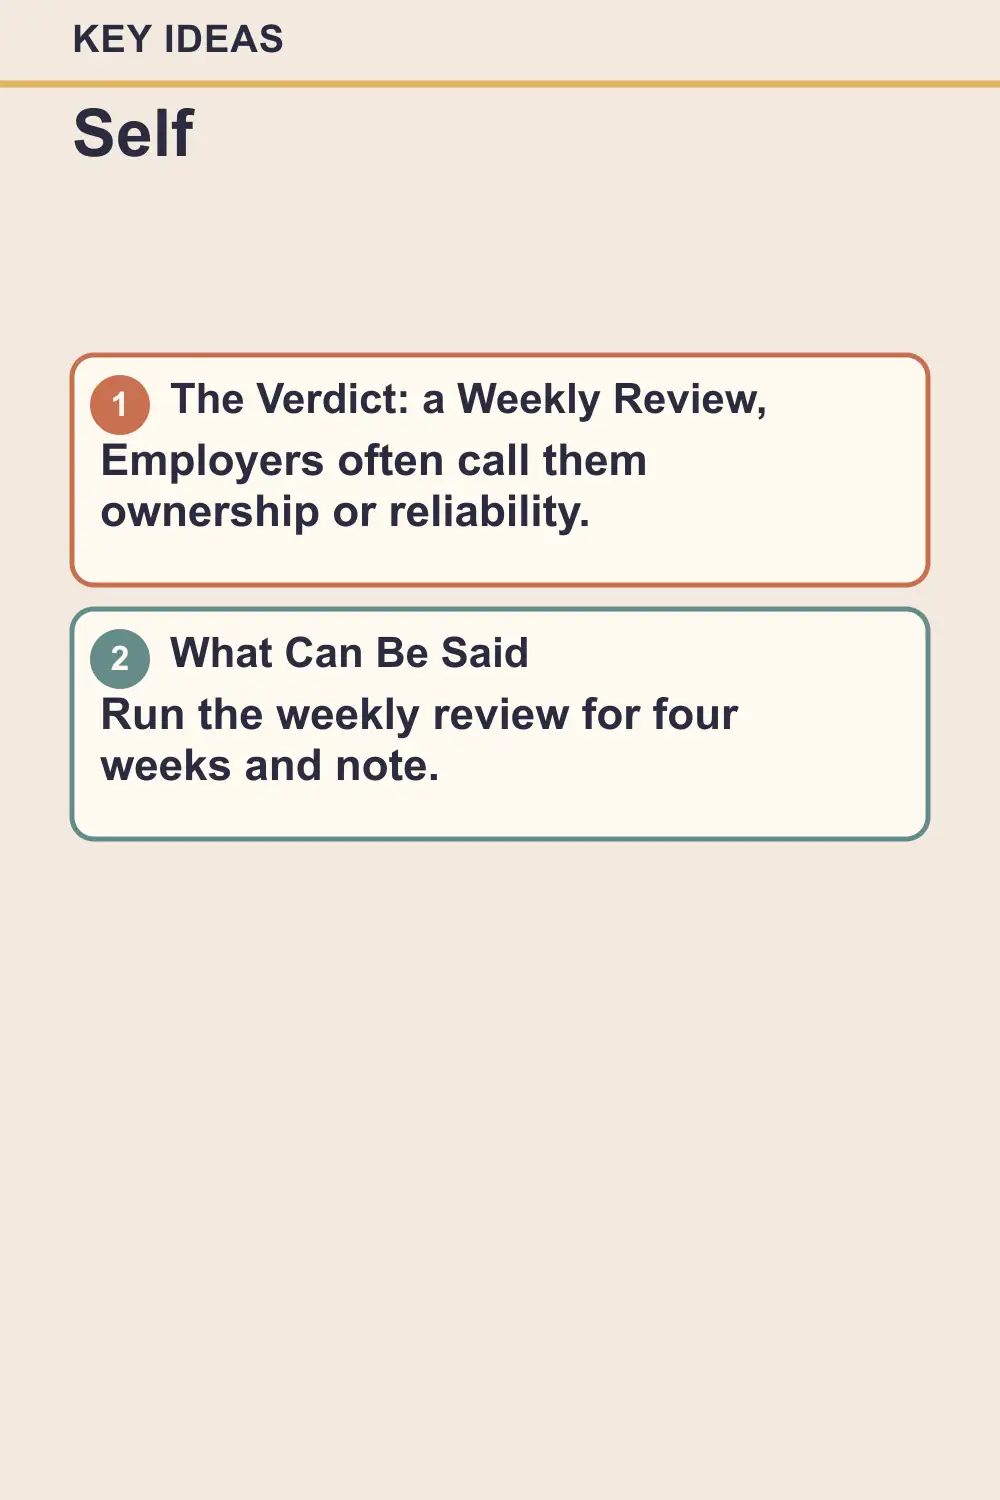 KEY IDEAS
Self
1 The Verdict: a Weekly Review,
Employers often call them
ownership or reliability.
2 What Can Be Said
Run the weekly review for four
weeks and note.